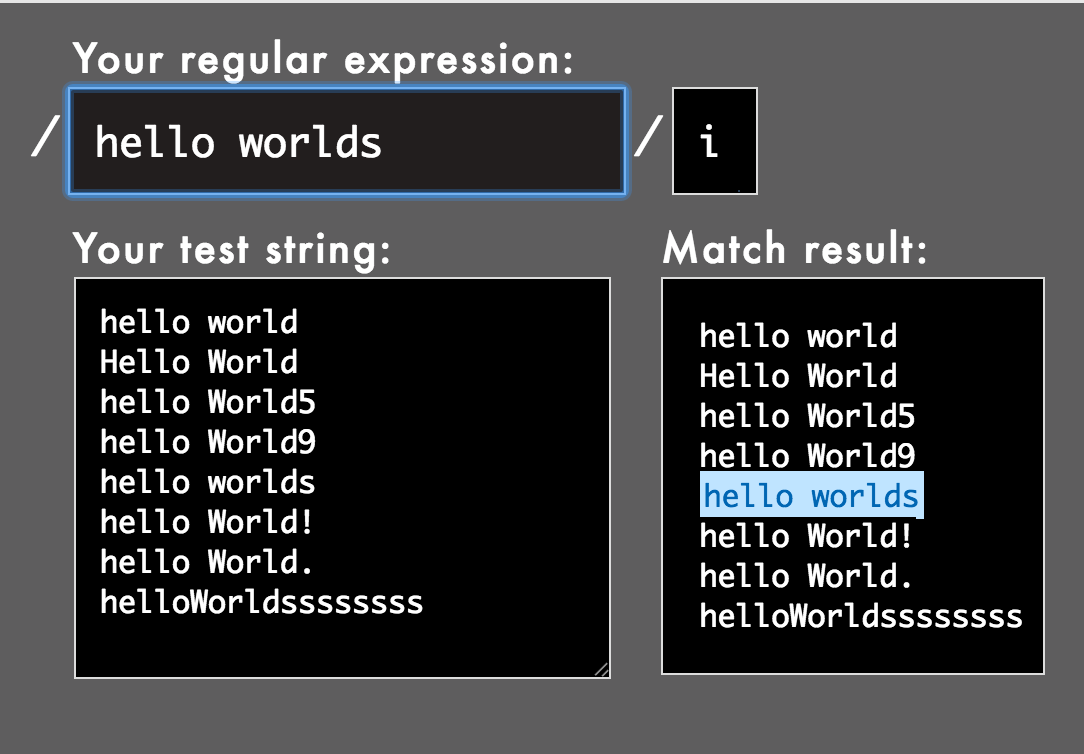 Your regular expression:
/ hello worlds / i
Your test string:
hello world
Hello World
hello World5
hello World9
hello worlds
hello World!
hello World.
helloWorldssssssss
Match result:
hello world
Hello World
hello World5
hello World9
hello worlds
hello World!
hello World.
helloWorldssssssss